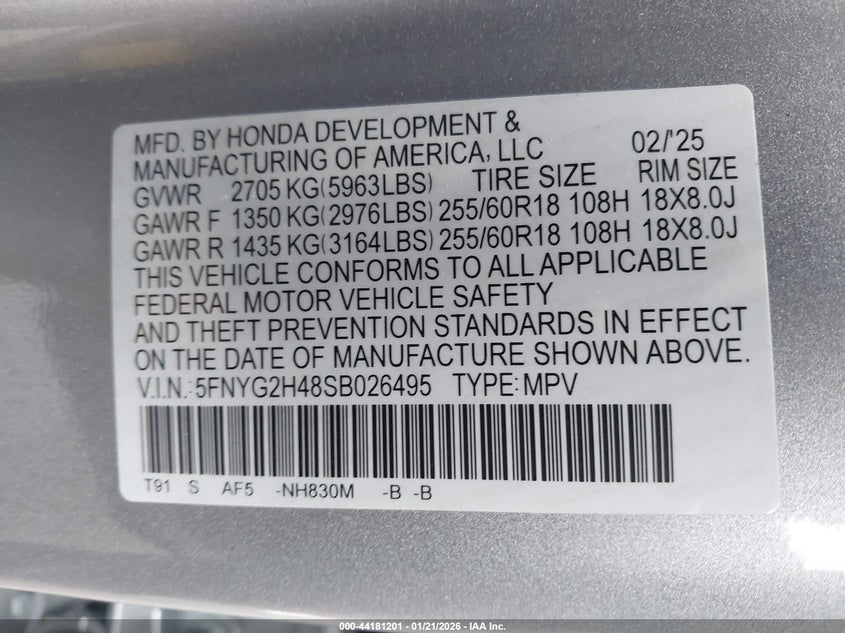 MFD. BY HONDA DEVELOPMENT &
MANUFACTURING OF AMERICA, LLC 02/'25
GVWR 2705 KG(5963LBS) TIRE SIZE RIM SIZE
GAWR F 1350 KG(2976LBS) 255/60R18 108H 18X8.0J
GAWR R 1435 KG(3164LBS) 255/60R18 108H 18X8.0J
THIS VEHICLE CONFORMS TO ALL APPLICABLE
FEDERAL MOTOR VEHICLE SAFETY
AND THEFT PREVENTION STANDARDS IN EFFECT
ON THE DATE OF MANUFACTURE SHOWN ABOVE.
V.I.N.:5FNYG2H48SB026495 TYPE:MPV
T91 S AF5 -NH830M -B -B
000-44181201 - 01/21/2026 - IAA Inc.